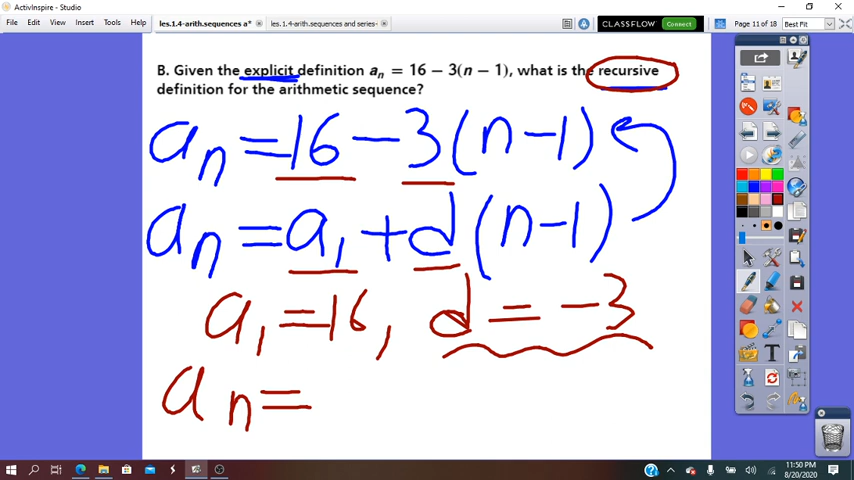 ActivInspire - Studio
File Edit View Insert Tools Help
les.1.4-arith.sequences a*
les.1.4-arith.sequences and series-
CLASSFLOW Connect
Page 11 of 18
Best Fit
B. Given the explicit definition aₙ = 16 − 3(n − 1), what is the recursive
definition for the arithmetic sequence?
aₙ = 16 − 3(n − 1)
aₙ = a₁ + d(n − 1)
a₁ = 16, d = −3
aₙ =
11:50 PM
8/20/2020